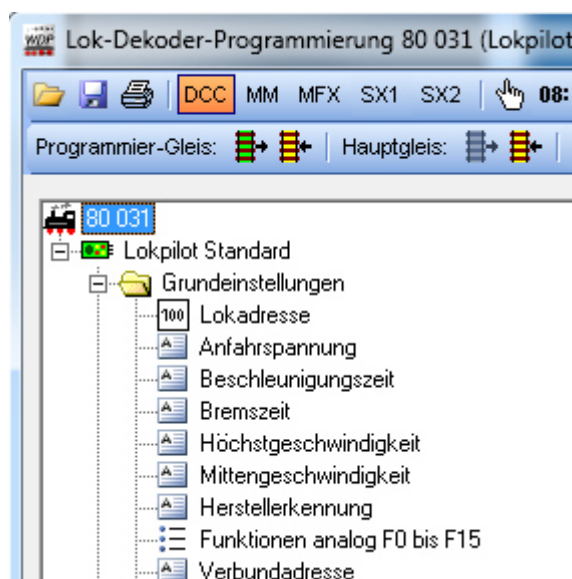 WDP Lok-Dekoder-Programmierung 80 031 (Lokpilot
DCC MM MFX SX1 SX2 08:
Programmier-Gleis: Hauptgleis:
80 031
Lokpilot Standard
Grundeinstellungen
100 Lokadresse
A Anfahrspannung
A Beschleunigungszeit
A Bremszeit
A Höchstgeschwindigkeit
A Mittengeschwindigkeit
A Herstellerkennung
Funktionen analog F0 bis F15
A Verbundadresse